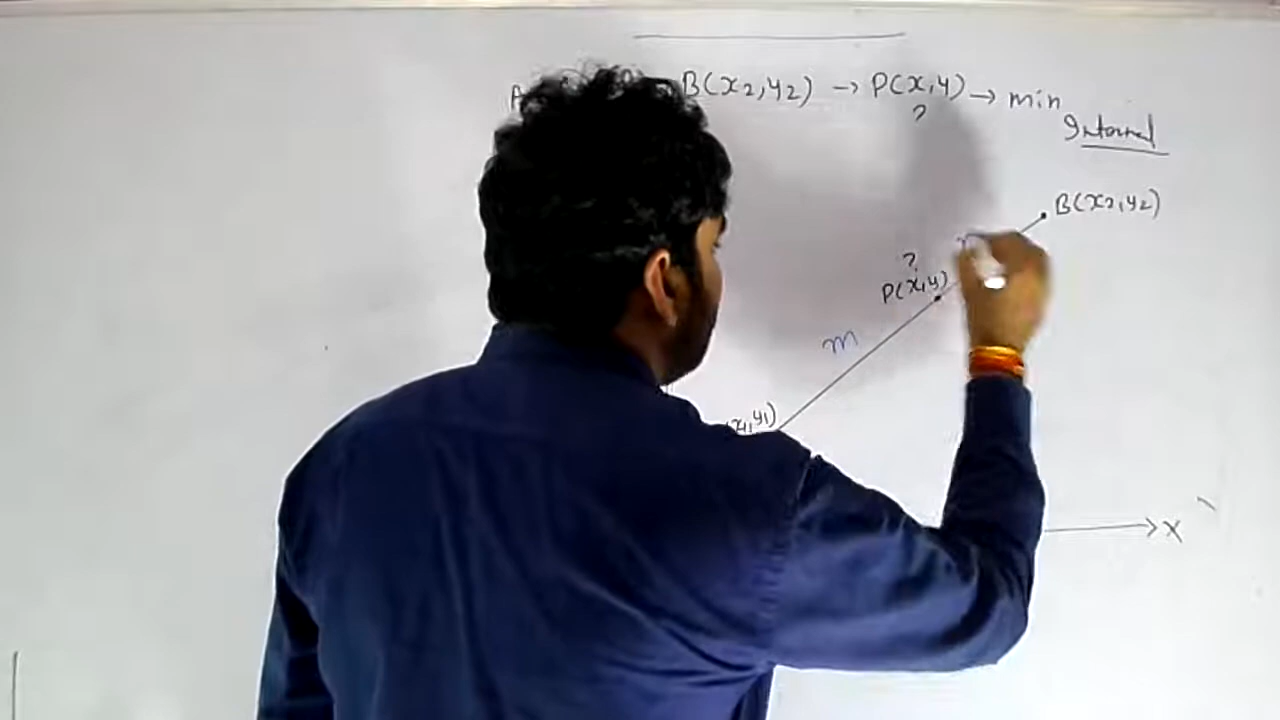 B(x2,y2) → P(x,y) → min
?
Internal
B(x2,y2)
?
P(x,y)
m
x1,y1)
X